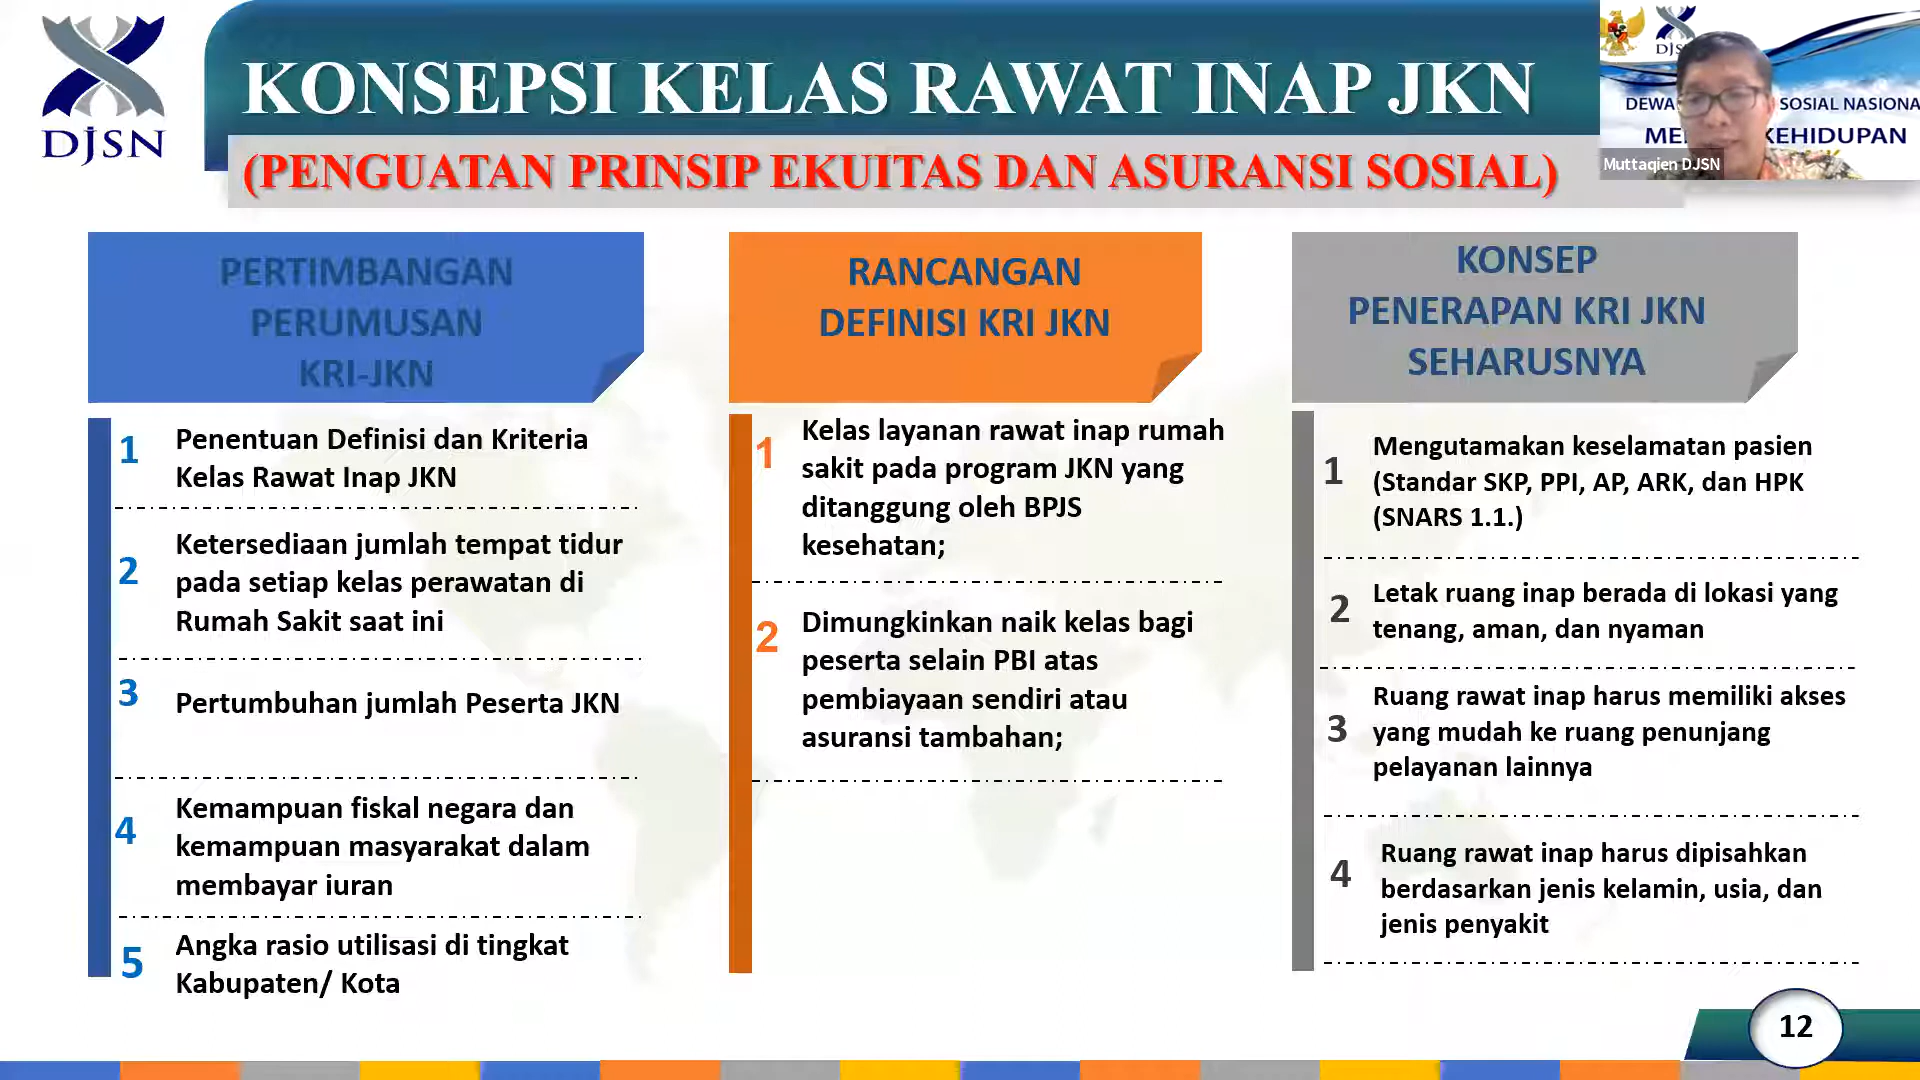 DJSN
KONSEPSI KELAS RAWAT INAP JKN
(PENGUATAN PRINSIP EKUITAS DAN ASURANSI SOSIAL)
DEWA SOSIAL NASIONA
KEHIDUPAN
Muttaqien DJSN
PERTIMBANGAN
PERUMUSAN
KRI-JKN
1 Penentuan Definisi dan Kriteria
Kelas Rawat Inap JKN
2 Ketersediaan jumlah tempat tidur
pada setiap kelas perawatan di
Rumah Sakit saat ini
3 Pertumbuhan jumlah Peserta JKN
4 Kemampuan fiskal negara dan
kemampuan masyarakat dalam
membayar iuran
5 Angka rasio utilisasi di tingkat
Kabupaten/ Kota
RANCANGAN
DEFINISI KRI JKN
1 Kelas layanan rawat inap rumah
sakit pada program JKN yang
ditanggung oleh BPJS
kesehatan;
2 Dimungkinkan naik kelas bagi
peserta selain PBI atas
pembiayaan sendiri atau
asuransi tambahan;
KONSEP
PENERAPAN KRI JKN
SEHARUSNYA
1 Mengutamakan keselamatan pasien
(Standar SKP, PPI, AP, ARK, dan HPK
(SNARS 1.1.)
2 Letak ruang inap berada di lokasi yang
tenang, aman, dan nyaman
3 Ruang rawat inap harus memiliki akses
yang mudah ke ruang penunjang
pelayanan lainnya
4 Ruang rawat inap harus dipisahkan
berdasarkan jenis kelamin, usia, dan
jenis penyakit
12